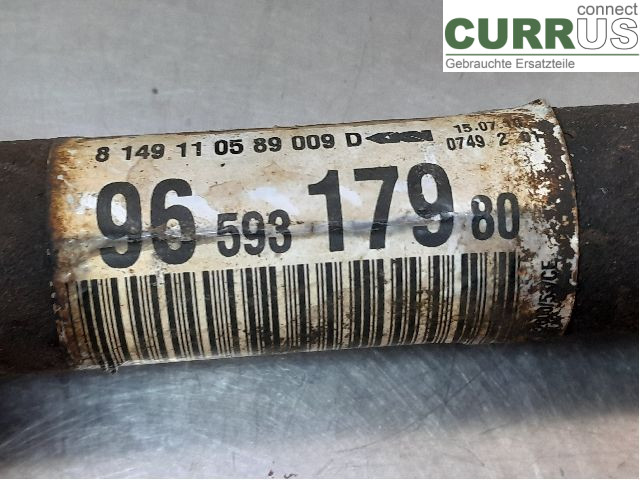 connect
CURRUS
Gebrauchte Ersatzteile
8 149 11 05 89 009 D
15.07
0749 2
96 593 179 80